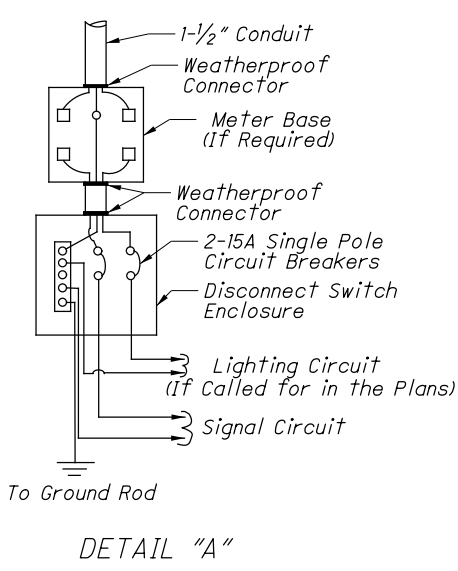 1-1/2" Conduit
Weatherproof
Connector
Meter Base
(If Required)
Weatherproof
Connector
2-15A Single Pole
Circuit Breakers
Disconnect Switch
Enclosure
Lighting Circuit
(If Called for in the Plans)
Signal Circuit
To Ground Rod
DETAIL "A"